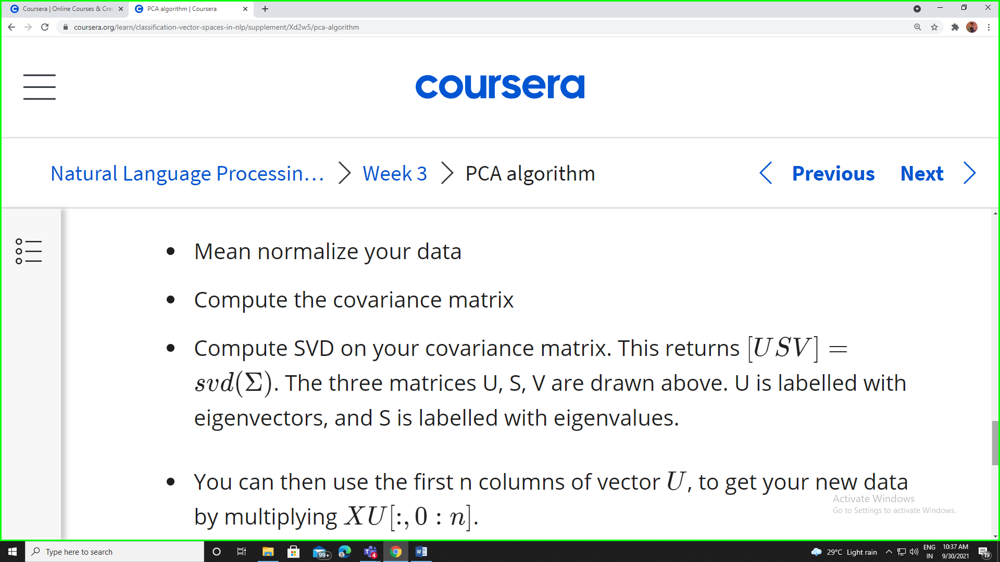 Coursera | Online Courses & Cre
PCA algorithm | Coursera
coursera.org/learn/classification-vector-spaces-in-nlp/supplement/Xd2w5/pca-algorithm
coursera
Natural Language Processin... > Week 3 > PCA algorithm
Previous Next
• Mean normalize your data
• Compute the covariance matrix
• Compute SVD on your covariance matrix. This returns [USV] =
svd(Σ). The three matrices U, S, V are drawn above. U is labelled with
eigenvectors, and S is labelled with eigenvalues.
• You can then use the first n columns of vector U, to get your new data
by multiplying XU[:, 0 : n].
Activate Windows
Go to Settings to activate Windows.
Type here to search
99+
4
29°C Light rain
ENG
IN
10:37 AM
9/30/2021
19